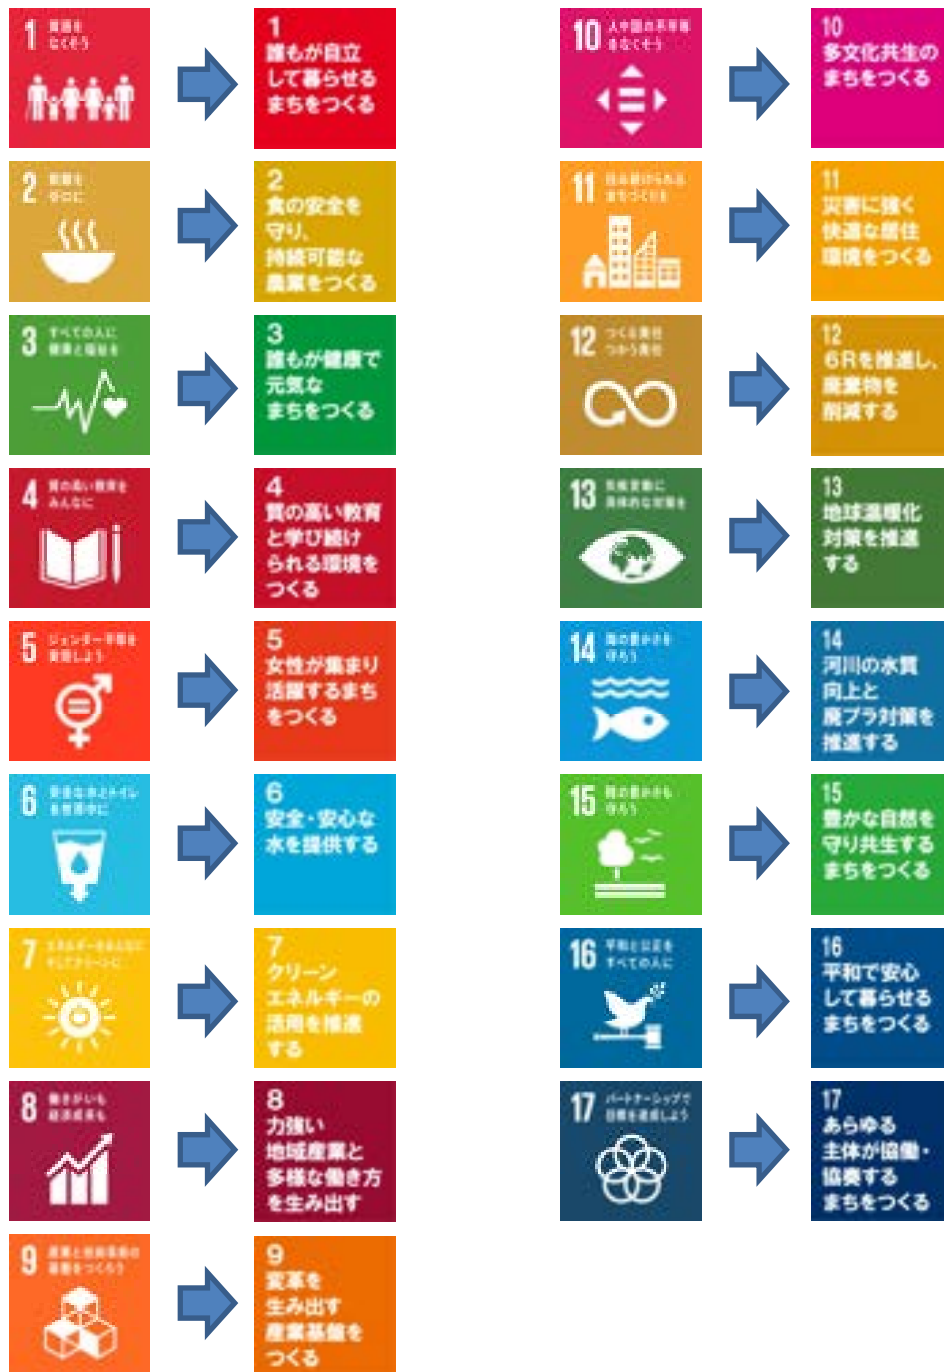 1 貧困を
なくそう
1
誰もが自立
して暮らせる
まちをつくる
2 飢餓を
ゼロに
2
食の安全を
守り、
持続可能な
農業をつくる
3 すべての人に
健康と福祉を
3
誰もが健康で
元気な
まちをつくる
4 質の高い教育を
みんなに
4
質の高い教育
と学び続け
られる環境を
つくる
5 ジェンダー平等を
実現しよう
5
女性が集まり
活躍するまち
をつくる
6 安全な水とトイレ
を世界中に
6
安全・安心な
水を提供する
7 エネルギーをみんなに
そしてクリーンに
7
クリーン
エネルギーの
活用を推進
する
8 働きがいも
経済成長も
8
力強い
地域産業と
多様な働き方
を生み出す
9 産業と技術革新の
基盤をつくろう
9
変革を
生み出す
産業基盤を
つくる
10 人や国の不平等
をなくそう
10
多文化共生の
まちをつくる
11 住み続けられる
まちづくりを
11
災害に強く
快適な居住
環境をつくる
12 つくる責任
つかう責任
12
6Rを推進し、
廃棄物を
削減する
13 気候変動に
具体的な対策を
13
地球温暖化
対策を推進
する
14 海の豊かさを
守ろう
14
河川の水質
向上と
廃プラ対策を
推進する
15 陸の豊かさも
守ろう
15
豊かな自然を
守り共生する
まちをつくる
16 平和と公正を
すべての人に
16
平和で安心
して暮らせる
まちをつくる
17 パートナーシップで
目標を達成しよう
17
あらゆる
主体が協働・
協奏する
まちをつくる